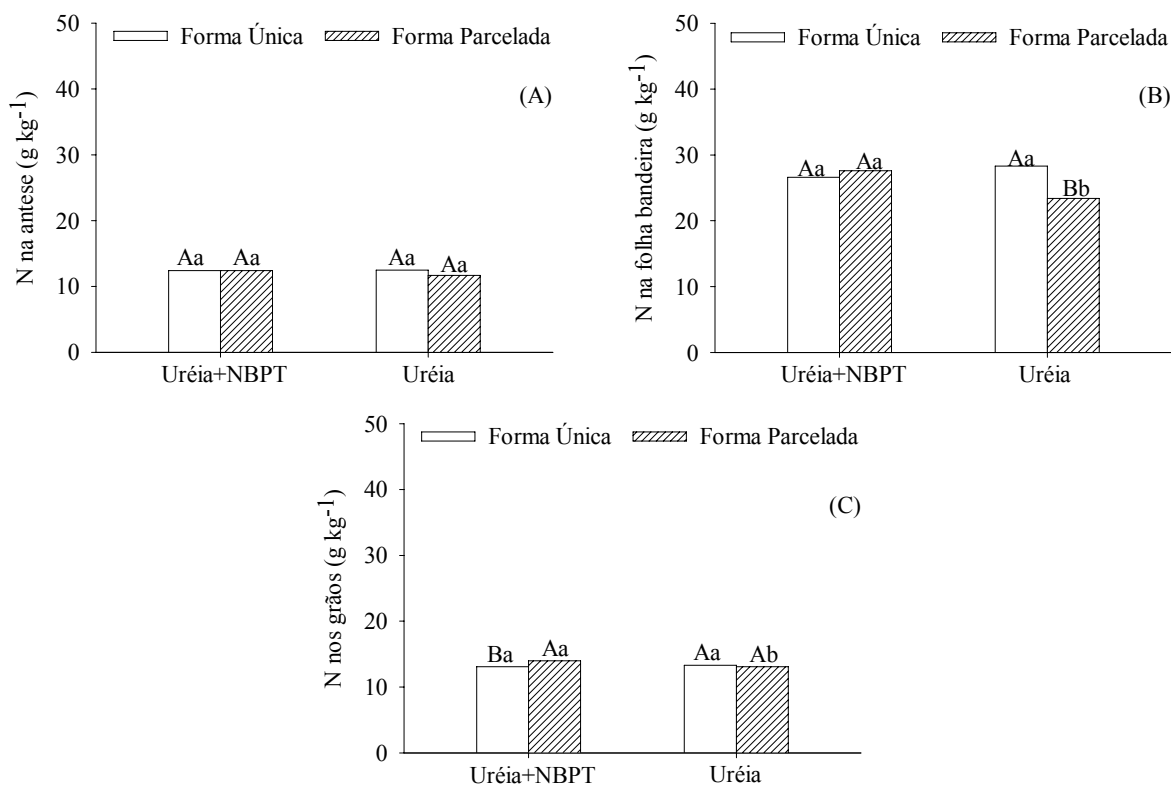 Forma Única Forma Parcelada
(A)
N na antese (g kg-1)
50
40
30
20
10
0
Aa Aa Aa Aa
Uréia+NBPT Uréia
Forma Única Forma Parcelada
(B)
N na folha bandeira (g kg-1)
50
40
30
20
10
0
Aa Aa Aa Bb
Uréia+NBPT Uréia
Forma Única Forma Parcelada
(C)
N nos grãos (g kg-1)
50
40
30
20
10
0
Ba Aa Aa Ab
Uréia+NBPT Uréia